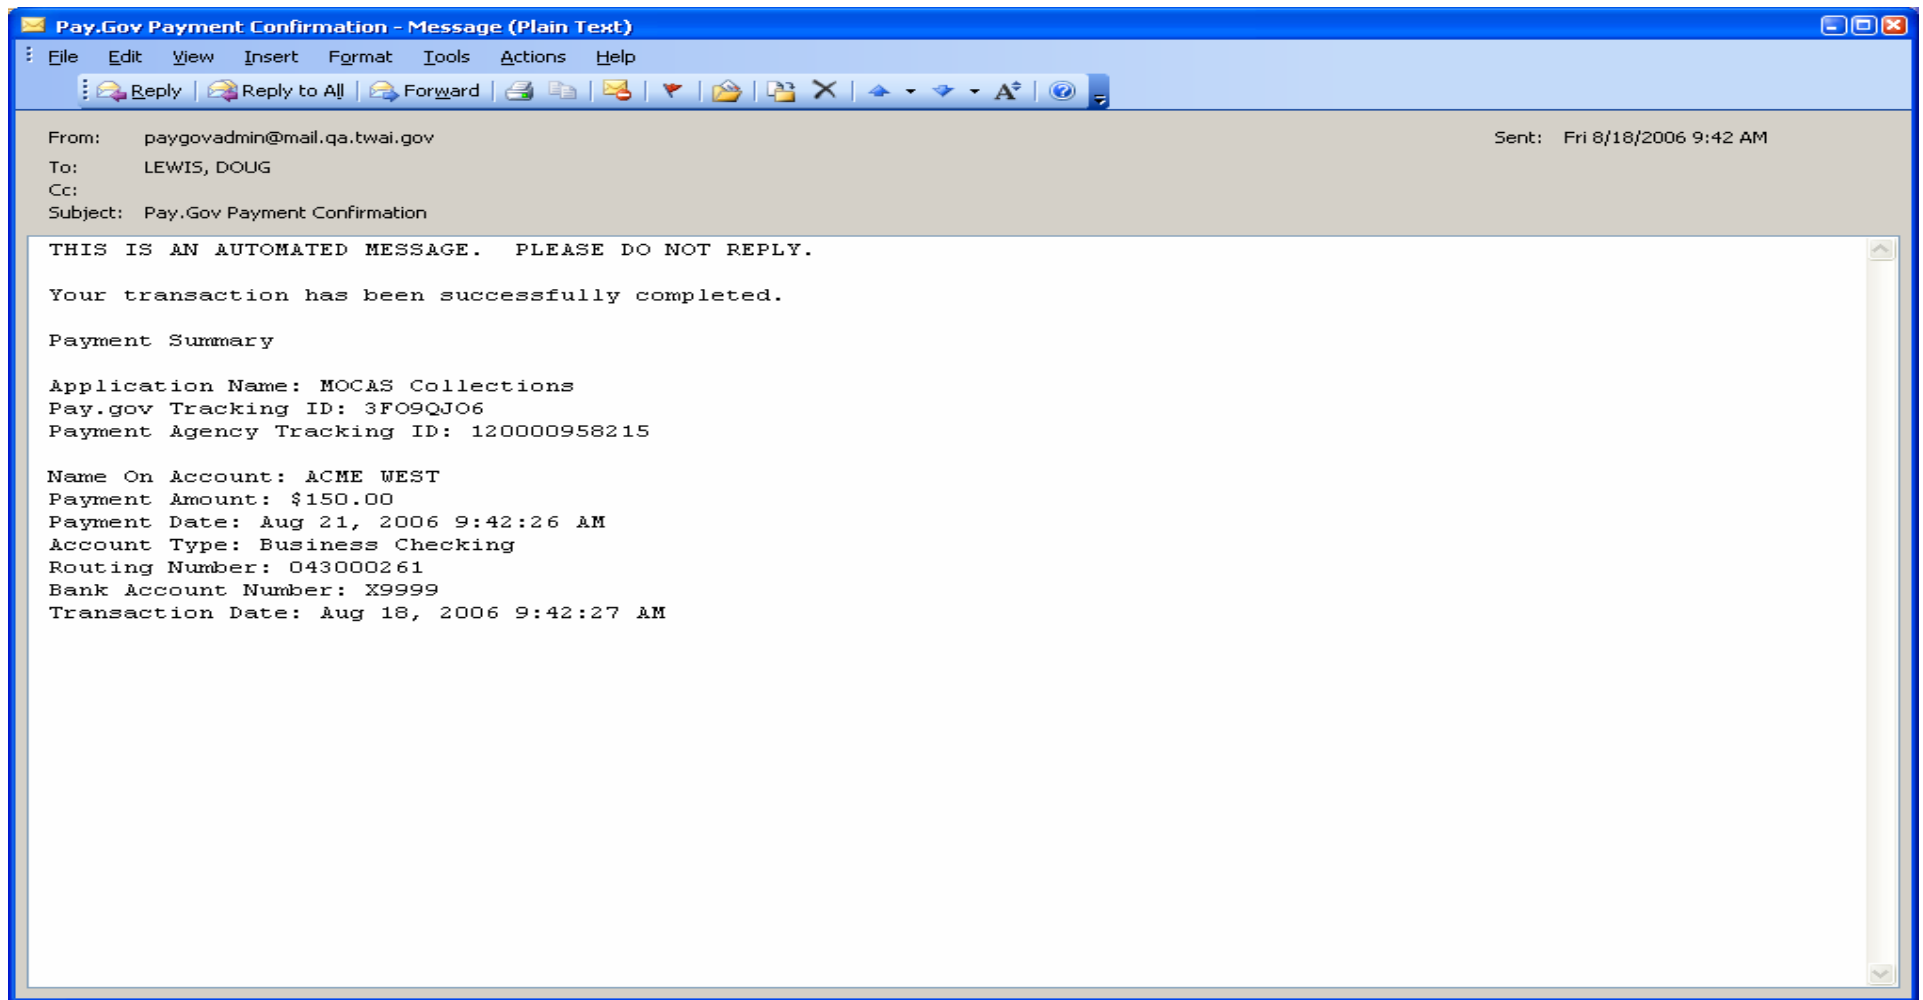 Pay.Gov Payment Confirmation - Message (Plain Text)
File Edit View Insert Format Tools Actions Help
Reply Reply to All Forward
From: paygovadmin@mail.qa.twai.gov Sent: Fri 8/18/2006 9:42 AM
To: LEWIS, DOUG
Cc:
Subject: Pay.Gov Payment Confirmation
THIS IS AN AUTOMATED MESSAGE. PLEASE DO NOT REPLY.
Your transaction has been successfully completed.
Payment Summary
Application Name: MOCAS Collections
Pay.gov Tracking ID: 3FO9QJO6
Payment Agency Tracking ID: 120000958215
Name On Account: ACME WEST
Payment Amount: $150.00
Payment Date: Aug 21, 2006 9:42:26 AM
Account Type: Business Checking
Routing Number: 043000261
Bank Account Number: X9999
Transaction Date: Aug 18, 2006 9:42:27 AM